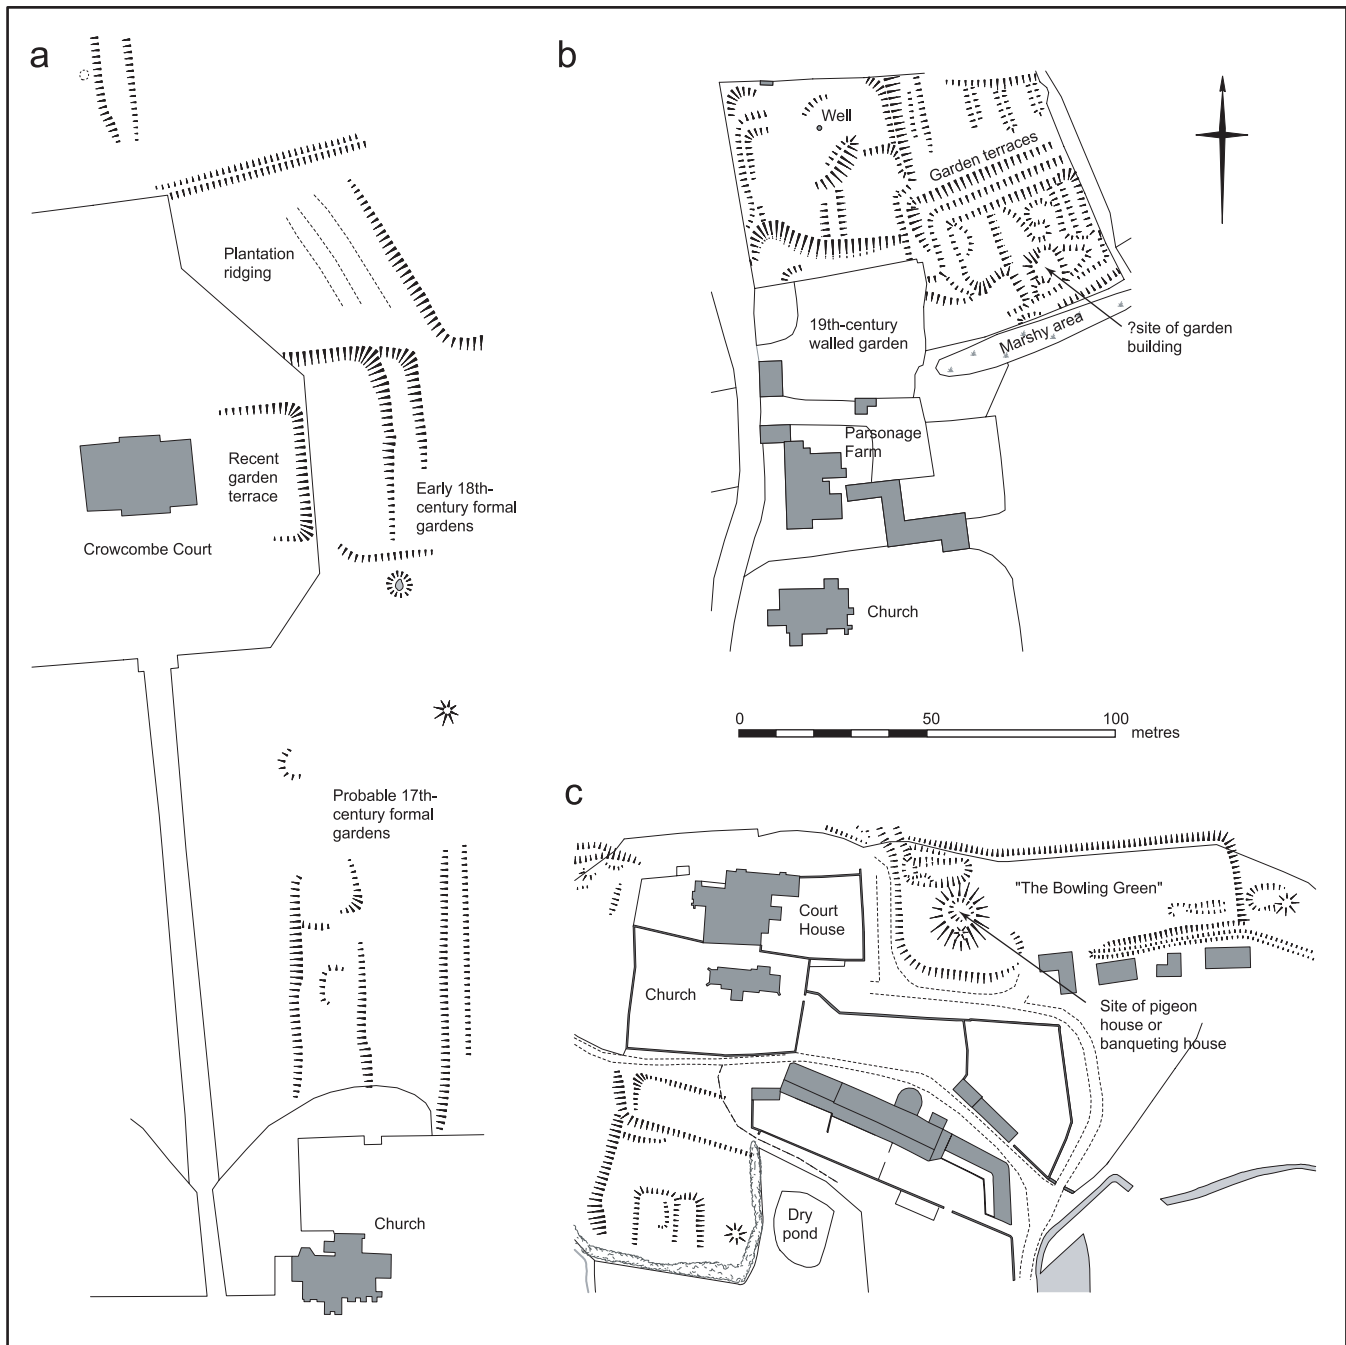 a
Plantation
ridging
Recent
garden
terrace
Early 18th-
century formal
gardens
Crowcombe Court
Probable 17th-
century formal
gardens
Church
b
Well
Garden terraces
19th-century
walled garden
Marshy area
?site of garden
building
Parsonage
Farm
Church
0 50 100
metres
c
"The Bowling Green"
Court
House
Church
Site of pigeon
house or
banqueting house
Dry
pond